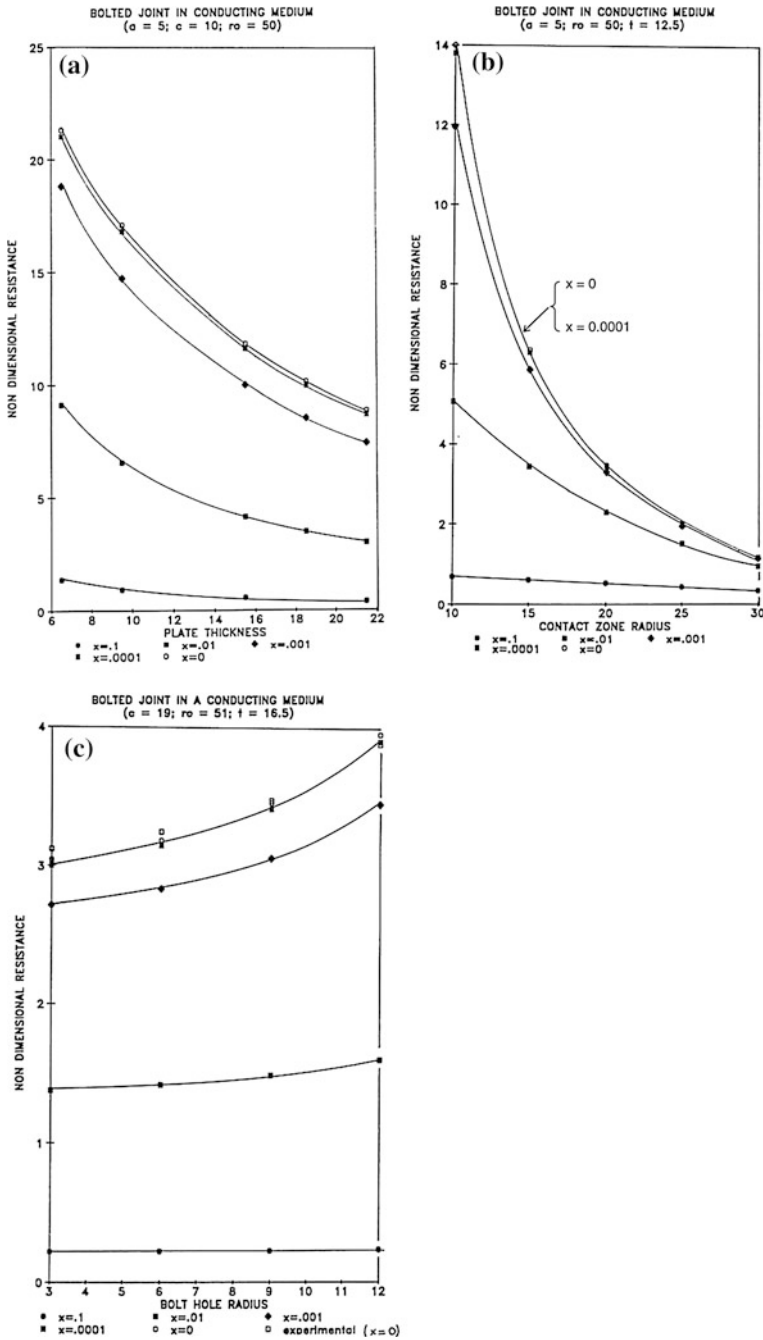 BOLTED JOINT IN CONDUCTING MEDIUM
(a = 5; c = 10; ro = 50)
(a)
25
20
15
10
5
0
NON DIMENSIONAL RESISTANCE
6 8 10 12 14 16 18 20 22
PLATE THICKNESS
x=.1 x=.01 x=.001
x=.0001 x=0
BOLTED JOINT IN CONDUCTING MEDIUM
(a = 5; ro = 50; t = 12.5)
(b)
14
12
10
8
6
4
2
0
NON DIMENSIONAL RESISTANCE
x = 0
x = 0.0001
10 15 20 25 30
CONTACT ZONE RADIUS
x=.1 x=.01 x=.001
x=.0001 x=0
BOLTED JOINT IN A CONDUCTING MEDIUM
(c = 19; ro = 51; t = 16.5)
(c)
4
3
2
1
0
NON DIMENSIONAL RESISTANCE
3 4 5 6 7 8 9 10 11 12
BOLT HOLE RADIUS
x=.1 x=.01 x=.001
x=.0001 x=0 experimental (x=0)